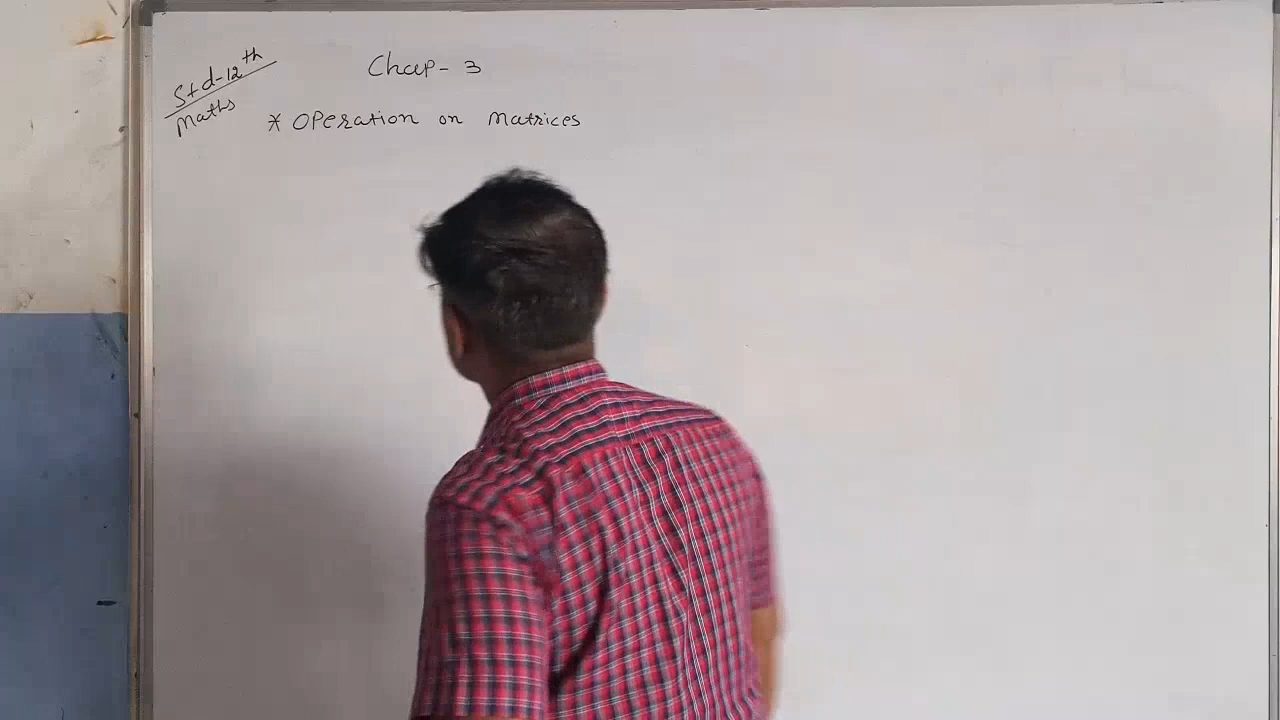 Std-12th
Maths
Chap- 3
* Operation on Matrices